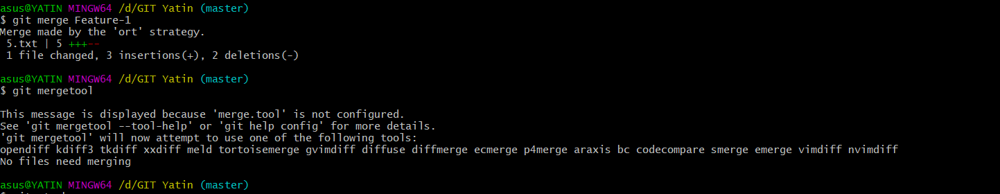 asus@YATIN MINGW64 /d/GIT Yatin (master)
$ git merge Feature-1
Merge made by the 'ort' strategy.
 5.txt | 5 +++--
 1 file changed, 3 insertions(+), 2 deletions(-)
asus@YATIN MINGW64 /d/GIT Yatin (master)
$ git mergetool
This message is displayed because 'merge.tool' is not configured.
See 'git mergetool --tool-help' or 'git help config' for more details.
'git mergetool' will now attempt to use one of the following tools:
opendiff kdiff3 tkdiff xxdiff meld tortoisemerge gvimdiff diffuse diffmerge ecmerge p4merge araxis bc codecompare smerge emerge vimdiff nvimdiff
No files need merging
asus@YATIN MINGW64 /d/GIT Yatin (master)